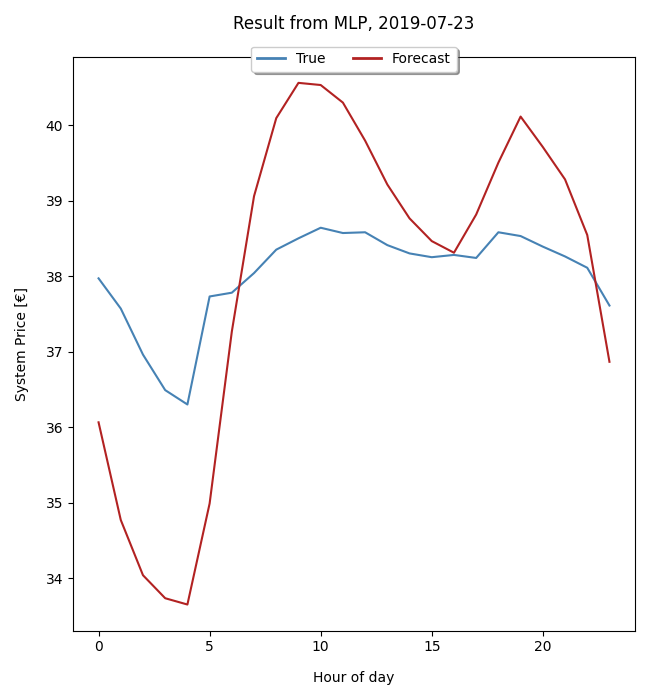 Result from MLP, 2019-07-23
True Forecast
40
39
38
37
36
35
34
System Price [€]
0 5 10 15 20
Hour of day